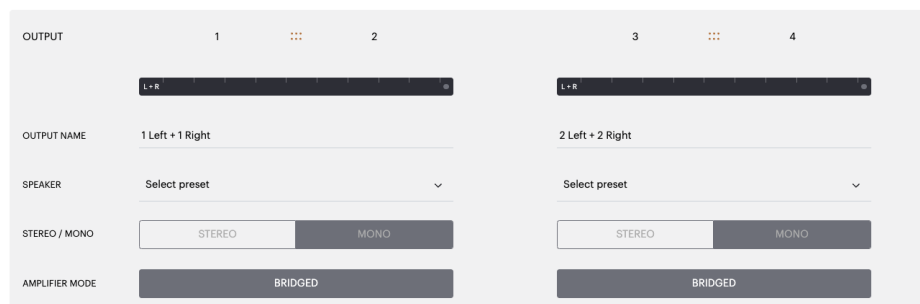 OUTPUT 1 2 3 4
L+R L+R
OUTPUT NAME 1 Left + 1 Right 2 Left + 2 Right
SPEAKER Select preset Select preset
STEREO / MONO STEREO MONO STEREO MONO
AMPLIFIER MODE BRIDGED BRIDGED